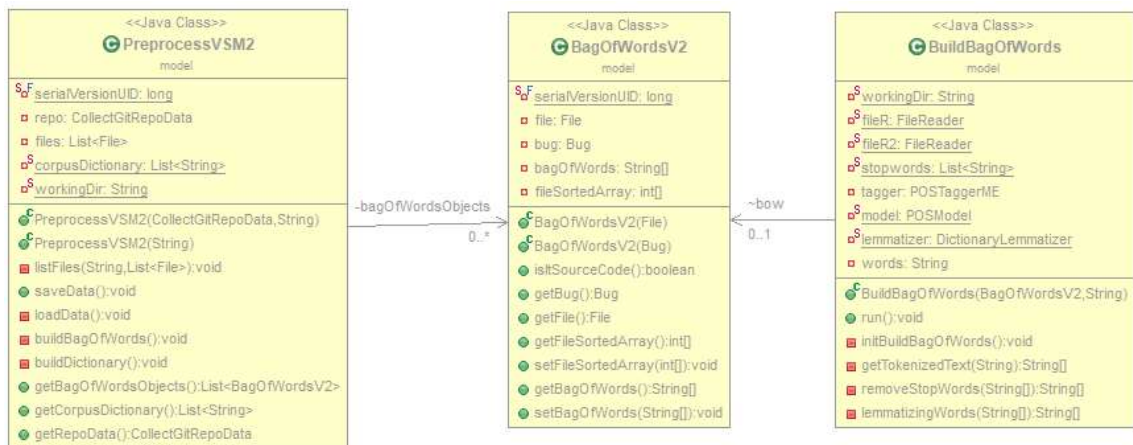 <<Java Class>>
PreprocessVSM2
model
serialVersionUID: long
repo: CollectGitRepoData
files: List<File>
corpusDictionary: List<String>
workingDir: String
PreprocessVSM2(CollectGitRepoData,String)
PreprocessVSM2(String)
listFiles(String,List<File>):void
saveData():void
loadData():void
buildBagOfWords():void
buildDictionary():void
getBagOfWordsObjects():List<BagOfWordsV2>
getCorpusDictionary():List<String>
getRepoData():CollectGitRepoData
-bagOfWordsObjects
0..*
<<Java Class>>
BagOfWordsV2
model
serialVersionUID: long
file: File
bug: Bug
bagOfWords: String[]
fileSortedArray: int[]
BagOfWordsV2(File)
BagOfWordsV2(Bug)
isItSourceCode():boolean
getBug():Bug
getFile():File
getFileSortedArray():int[]
setFileSortedArray(int[]):void
getBagOfWords():String[]
setBagOfWords(String[]):void
~bow
0..1
<<Java Class>>
BuildBagOfWords
model
workingDir: String
fileR: FileReader
fileR2: FileReader
stopwords: List<String>
tagger: POSTaggerME
model: POSModel
lemmatizer: DictionaryLemmatizer
words: String
BuildBagOfWords(BagOfWordsV2,String)
run():void
initBuildBagOfWords():void
getTokenizedText(String):String[]
removeStopWords(String[]):String[]
lemmatizingWords(String[]):String[]